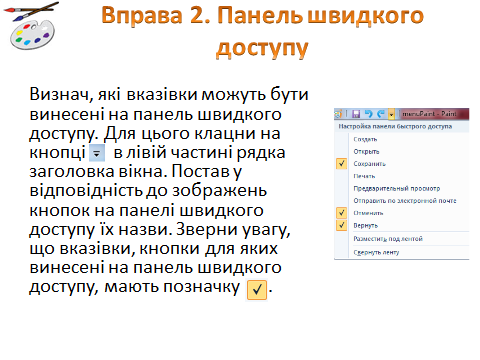 Вправа 2. Панель швидкого
доступу
Визнач, які вказівки можуть бути
винесені на панель швидкого
доступу. Для цього клацни на
кнопці в лівій частині рядка
заголовка вікна. Постав у
відповідність до зображень
кнопок на панелі швидкого
доступу їх назви. Зверни увагу,
що вказівки, кнопки для яких
винесені на панель швидкого
доступу, мають позначку .
menuPaint - Paint
Настройка панели быстрого доступа
Создать
Открыть
Сохранить
Печать
Предварительный просмотр
Отправить по электронной почте
Отменить
Вернуть
Разместить под лентой
Свернуть ленту